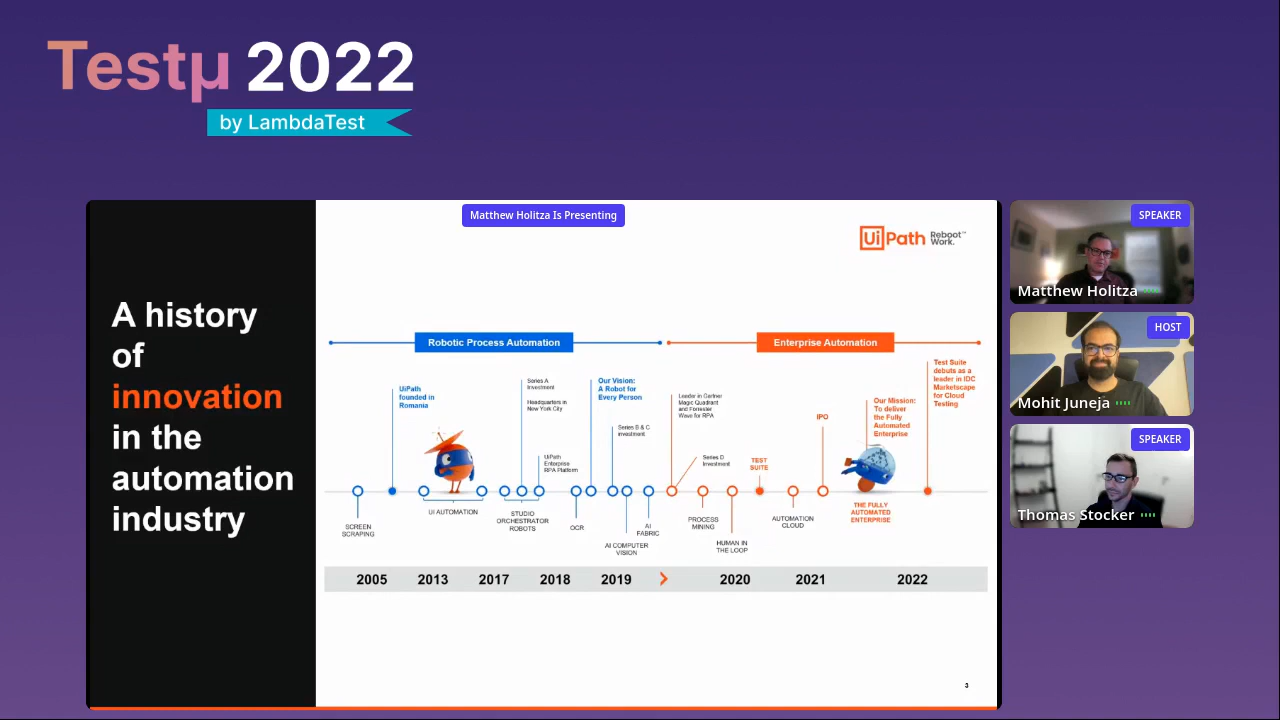 Testμ 2022
by LambdaTest
Matthew Holitza Is Presenting
UiPath Reboot™
Work.
A history
of
innovation
in the
automation
industry
Robotic Process Automation
Enterprise Automation
UiPath
founded in
Romania
Series A
Investment
Headquarters in
New York City
UiPath
Enterprise
RPA Platform
Our Vision:
A Robot for
Every Person
Series B & C
investment
Leader in Gartner
Magic Quadrant
and Forrester
Wave for RPA
Series D
Investment
TEST
SUITE
IPO
Our Mission:
To deliver
the Fully
Automated
Enterprise
Test Suite
debuts as a
leader in IDC
Marketscape
for Cloud
Testing
SCREEN
SCRAPING
UI AUTOMATION
STUDIO
ORCHESTRATOR
ROBOTS
OCR
AI COMPUTER
VISION
AI
FABRIC
PROCESS
MINING
HUMAN IN
THE LOOP
AUTOMATION
CLOUD
THE FULLY
AUTOMATED
ENTERPRISE
2005 2013 2017 2018 2019 2020 2021 2022
3
SPEAKER
Matthew Holitza
HOST
Mohit Juneja
SPEAKER
Thomas Stocker